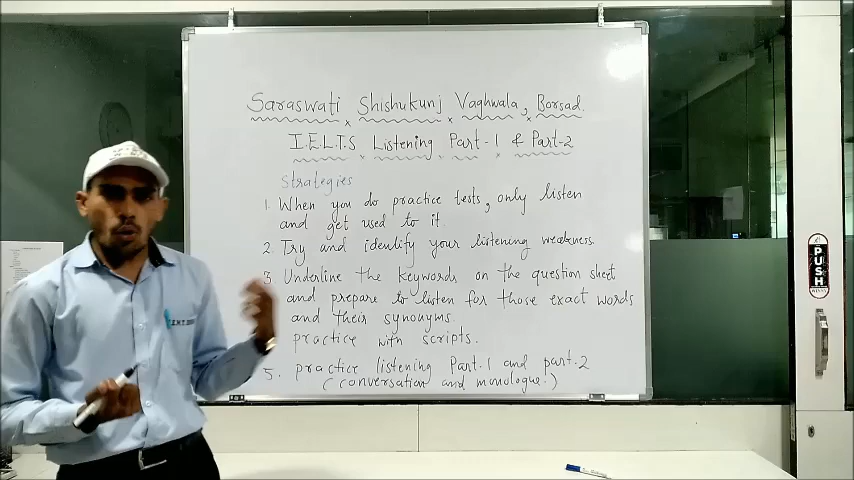 Saraswati Shishukunj Vaghwala, Borsad.
I.E.L.T.S Listening Part-1 & Part-2
Strategies
1. When you do practice tests, only listen
and get used to it.
2. Try and identify your listening weakness.
3. Underline the keywords on the question sheet
and prepare to listen for those exact words
and their synonyms.
practice with scripts.
5. practice listening Part-1 and part-2
(conversation and monologue.)
PUSH